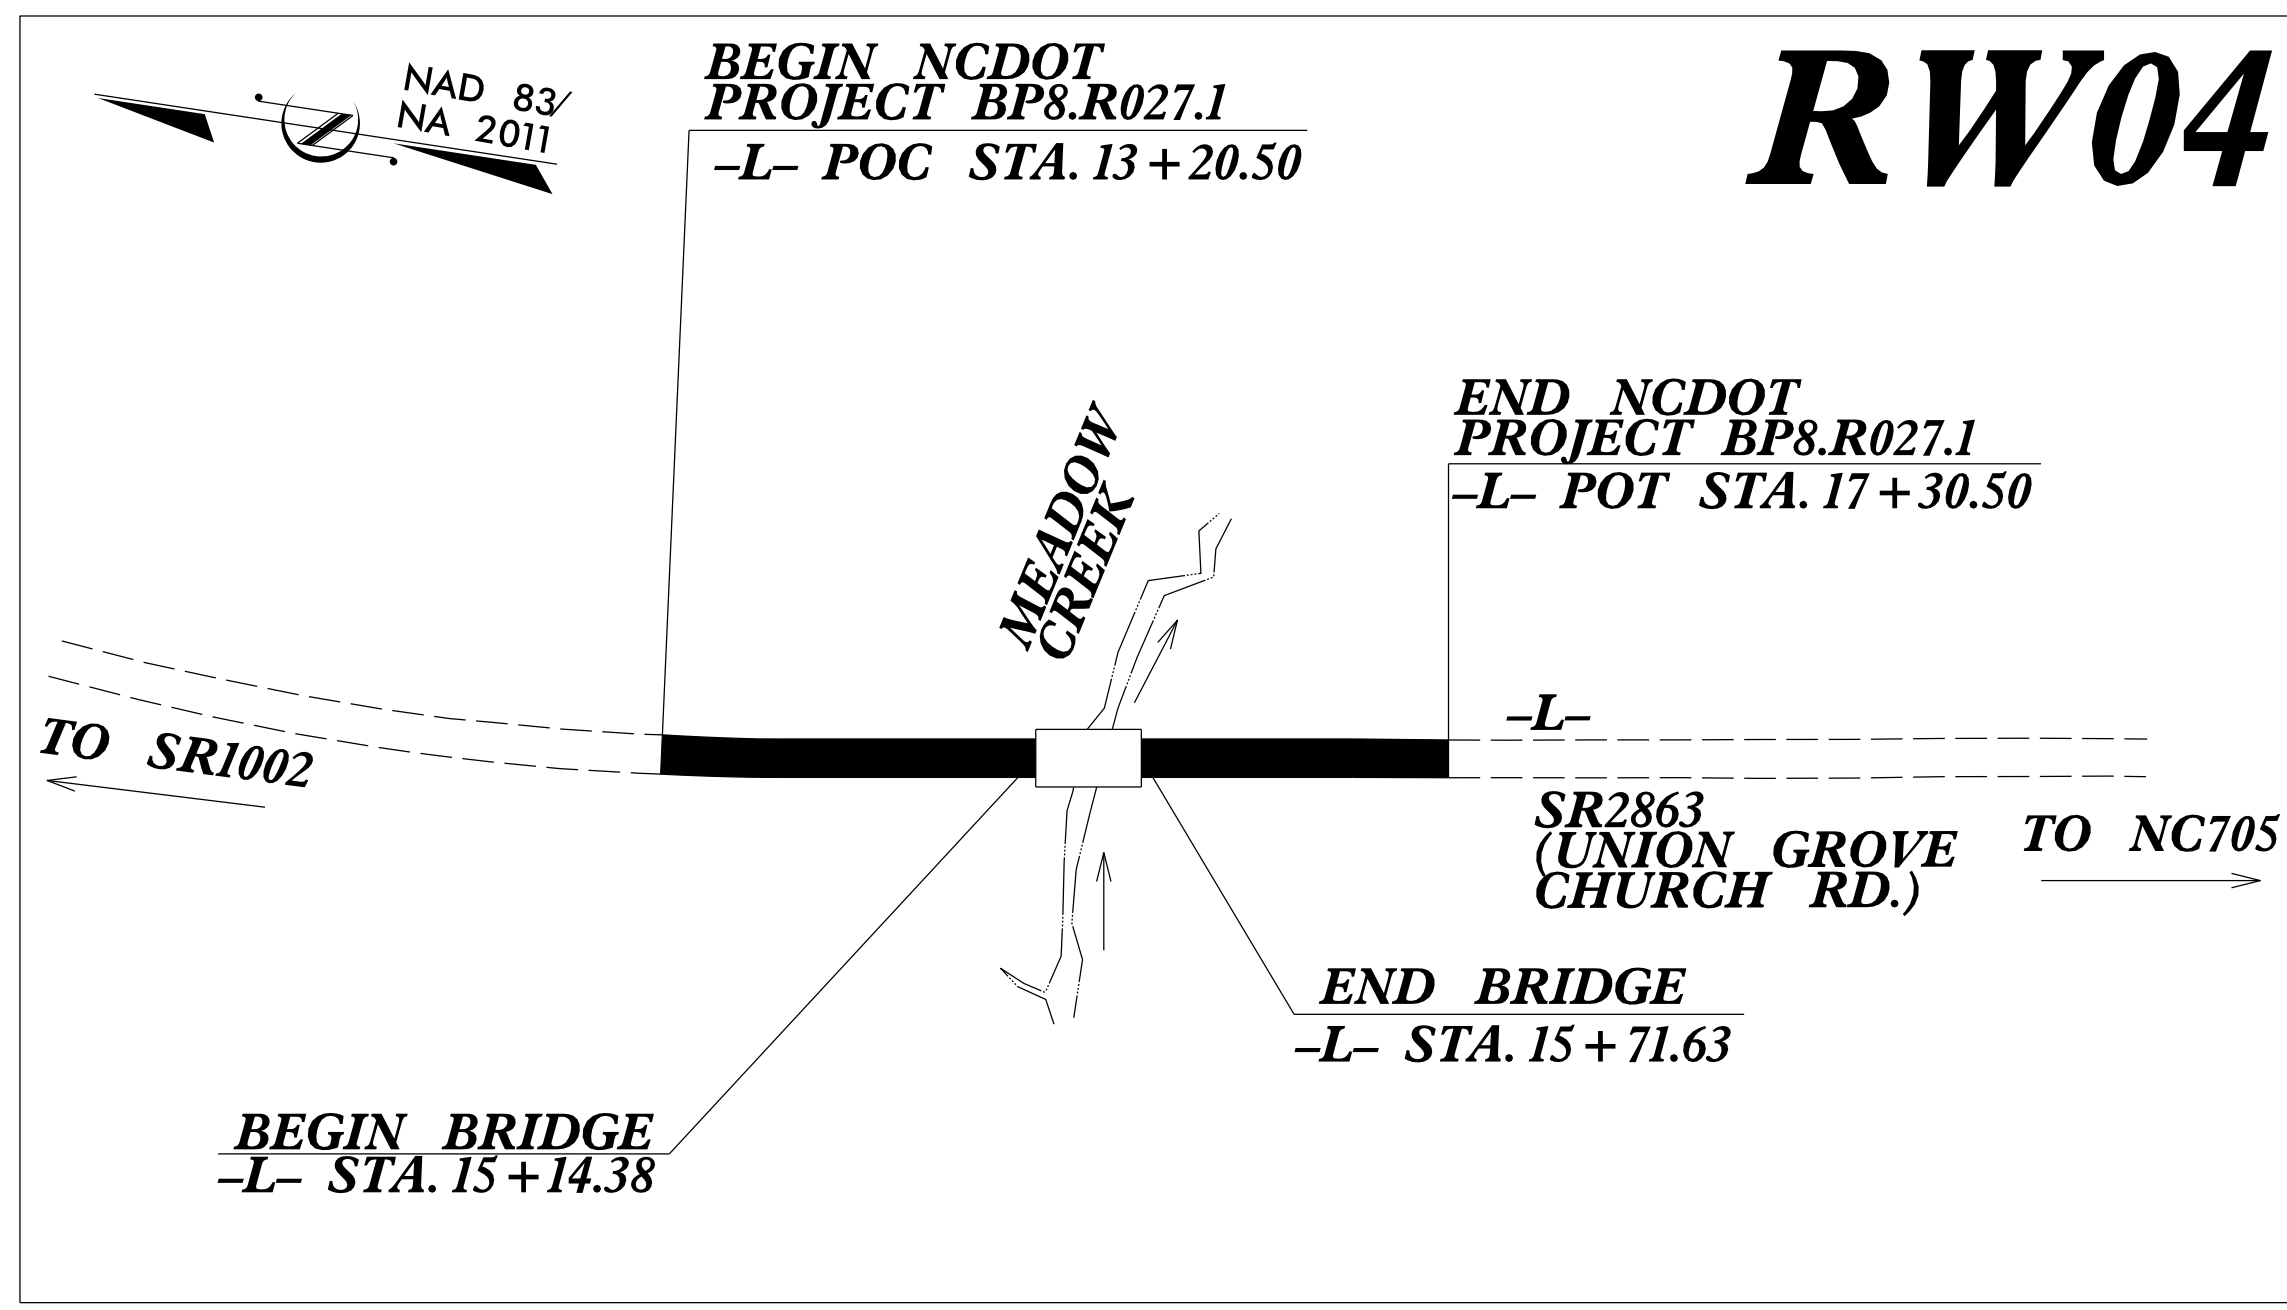 NAD 83/
NA 2011
BEGIN NCDOT
PROJECT BP8.R027.1
-L- POC STA. 13+20.50
RW04
END NCDOT
PROJECT BP8.R027.1
-L- POT STA. 17+30.50
MEADOW
CREEK
-L-
TO SR1002
SR2863
(UNION GROVE
CHURCH RD.)
TO NC705
END BRIDGE
-L- STA. 15+71.63
BEGIN BRIDGE
-L- STA. 15+14.38